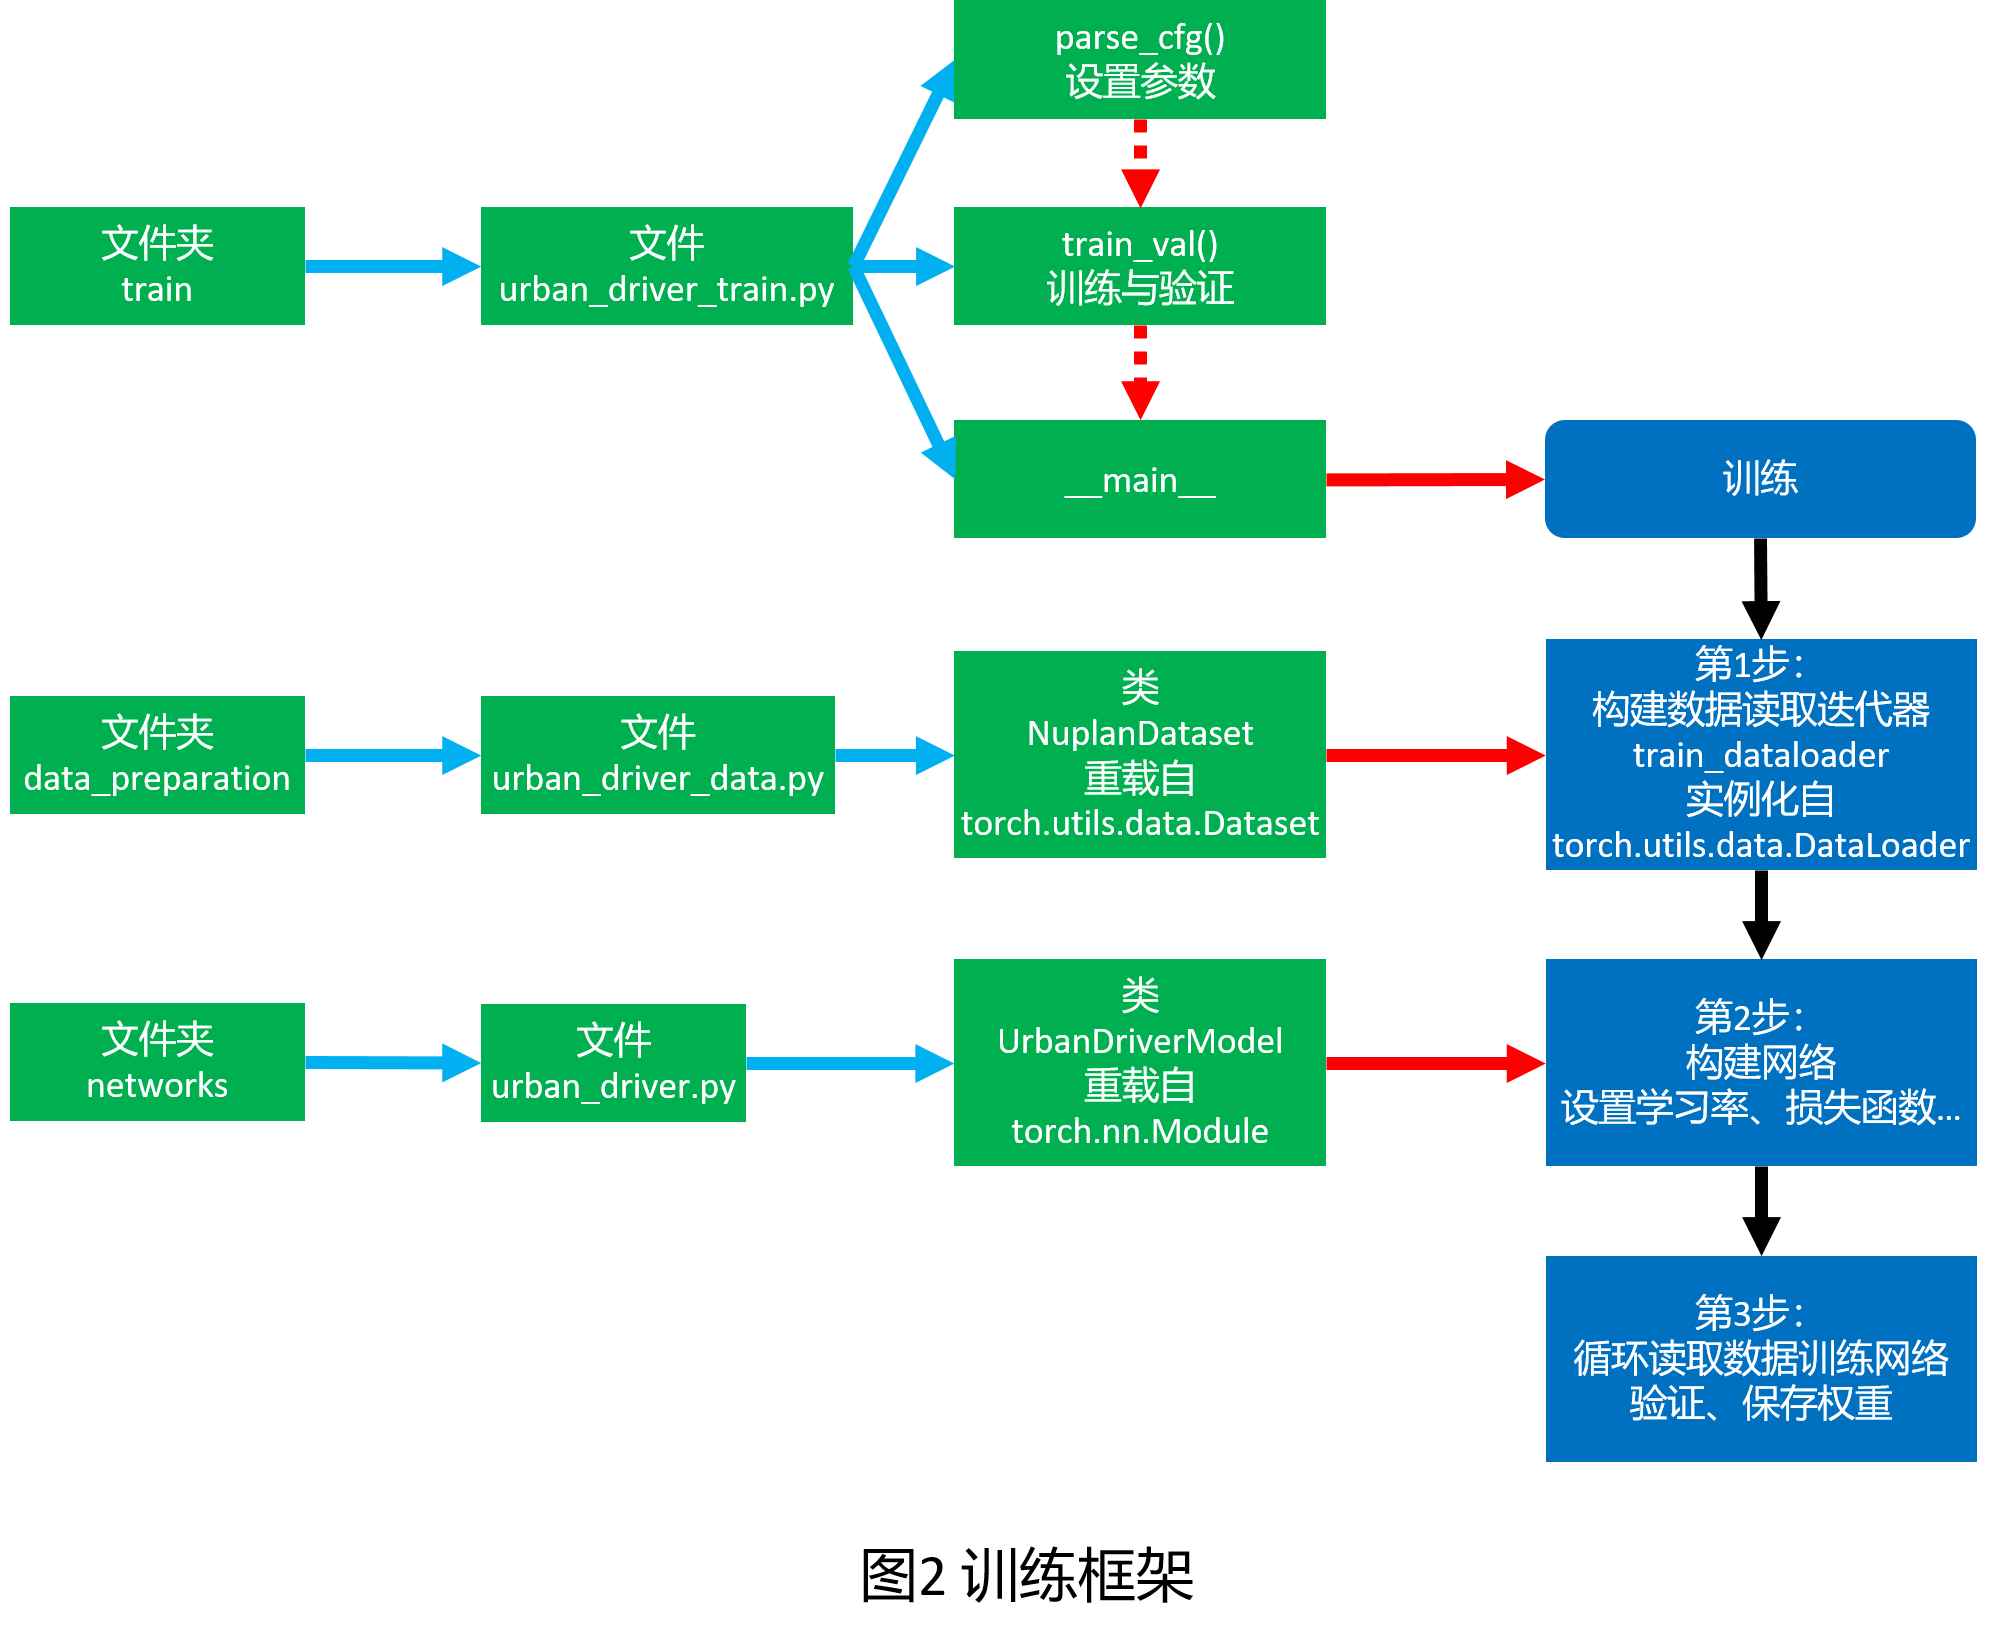 parse_cfg()
设置参数
文件夹
train
文件
urban_driver_train.py
train_val()
训练与验证
__main__
训练
文件夹
data_preparation
文件
urban_driver_data.py
类
NuplanDataset
重载自
torch.utils.data.Dataset
第1步：
构建数据读取迭代器
train_dataloader
实例化自
torch.utils.data.DataLoader
文件夹
networks
文件
urban_driver.py
类
UrbanDriverModel
重载自
torch.nn.Module
第2步：
构建网络
设置学习率、损失函数...
第3步：
循环读取数据训练网络
验证、保存权重
图2 训练框架